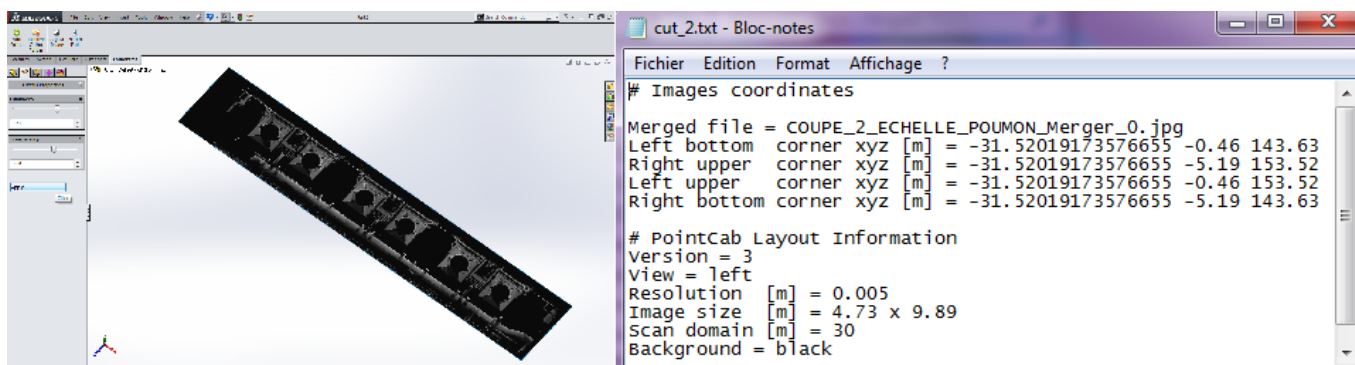 SOLIDWORKS
cut_2.txt - Bloc-notes
Fichier Edition Format Affichage ?
# Images coordinates
Merged file = COUPE_2_ECHELLE_POUMON_Merger_0.jpg
Left bottom corner xyz [m] = -31.52019173576655 -0.46 143.63
Right upper corner xyz [m] = -31.52019173576655 -5.19 153.52
Left upper corner xyz [m] = -31.52019173576655 -0.46 153.52
Right bottom corner xyz [m] = -31.52019173576655 -5.19 143.63
# PointCab Layout Information
Version = 3
View = left
Resolution [m] = 0.005
Image size [m] = 4.73 x 9.89
Scan domain [m] = 30
Background = black